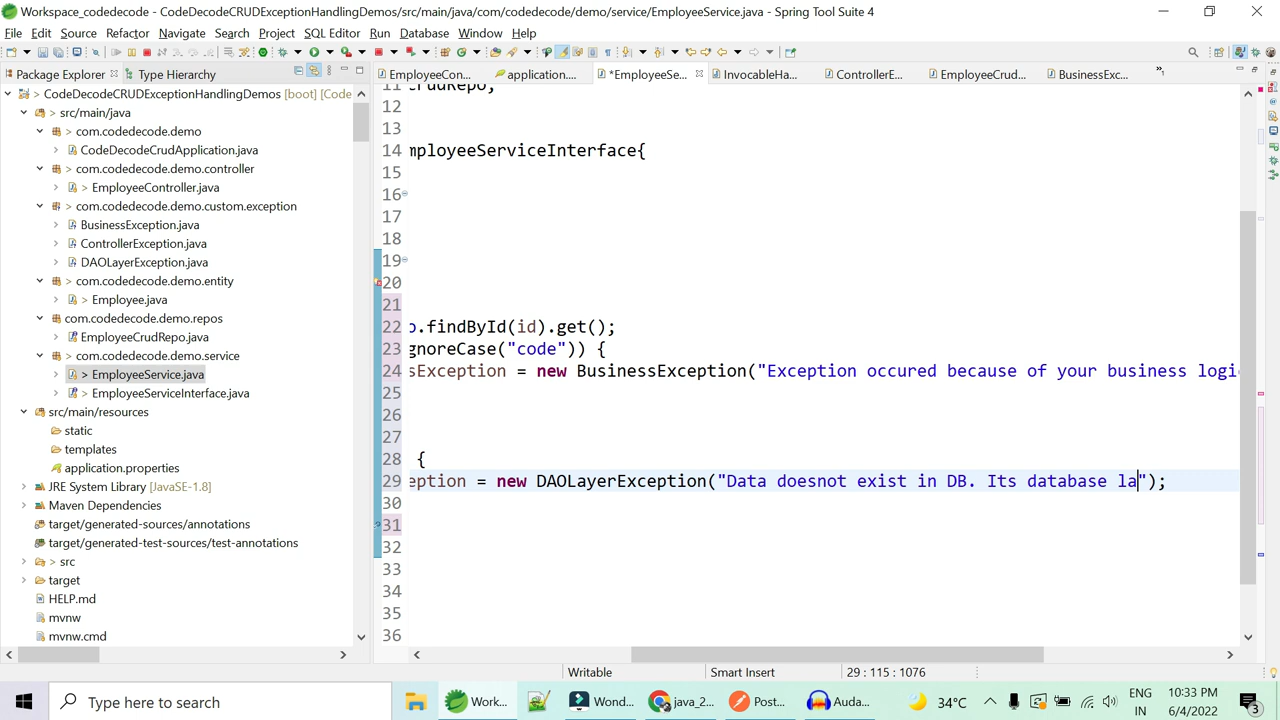 Workspace_codedecode - CodeDecodeCRUDExceptionHandlingDemos/src/main/java/com/codedecode/demo/service/EmployeeService.java - Spring Tool Suite 4
File Edit Source Refactor Navigate Search Project SQL Editor Run Database Window Help
Package Explorer Type Hierarchy
EmployeeCon... application.... *EmployeeSe... InvocableHa... ControllerE... EmployeeCrud... BusinessExc...
CodeDecodeCRUDExceptionHandlingDemos [boot] [Code
> src/main/java
> com.codedecode.demo
> CodeDecodeCrudApplication.java
> com.codedecode.demo.controller
> EmployeeController.java
> com.codedecode.demo.custom.exception
BusinessException.java
ControllerException.java
DAOLayerException.java
> com.codedecode.demo.entity
> Employee.java
com.codedecode.demo.repos
EmployeeCrudRepo.java
> com.codedecode.demo.service
> EmployeeService.java
> EmployeeServiceInterface.java
src/main/resources
static
templates
application.properties
JRE System Library [JavaSE-1.8]
Maven Dependencies
target/generated-sources/annotations
target/generated-test-sources/test-annotations
> src
target
HELP.md
mvnw
mvnw.cmd
11 CrudRepo;
12
13
14 mployeeServiceInterface{
15
16
17
18
19
20
21
22 o.findById(id).get();
23 gnoreCase("code")) {
24 sException = new BusinessException("Exception occured because of your business logi
25
26
27
28 {
29 eption = new DAOLayerException("Data doesnot exist in DB. Its database la");
30
31
32
33
34
35
36
Writable Smart Insert 29 : 115 : 1076
Type here to search
Work... Wond... java_2... Post... Auda... 34°C ENG IN 10:33 PM 6/4/2022 3